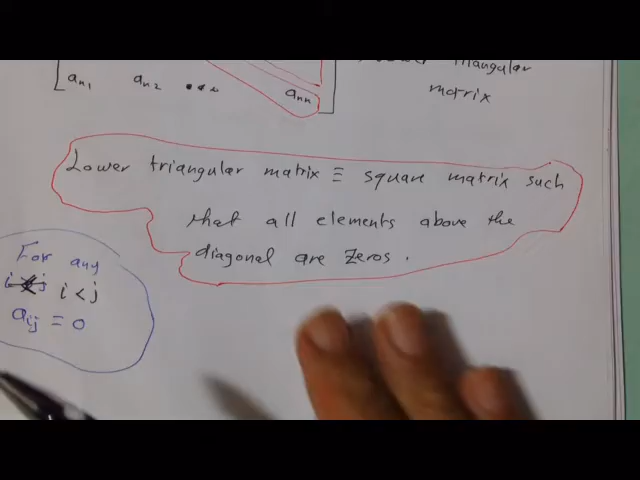 triangular
matrix
an1 an2 ... ann
Lower triangular matrix ≡ square matrix such
that all elements above the
diagonal are zeros.
For any
i < j
aij = 0